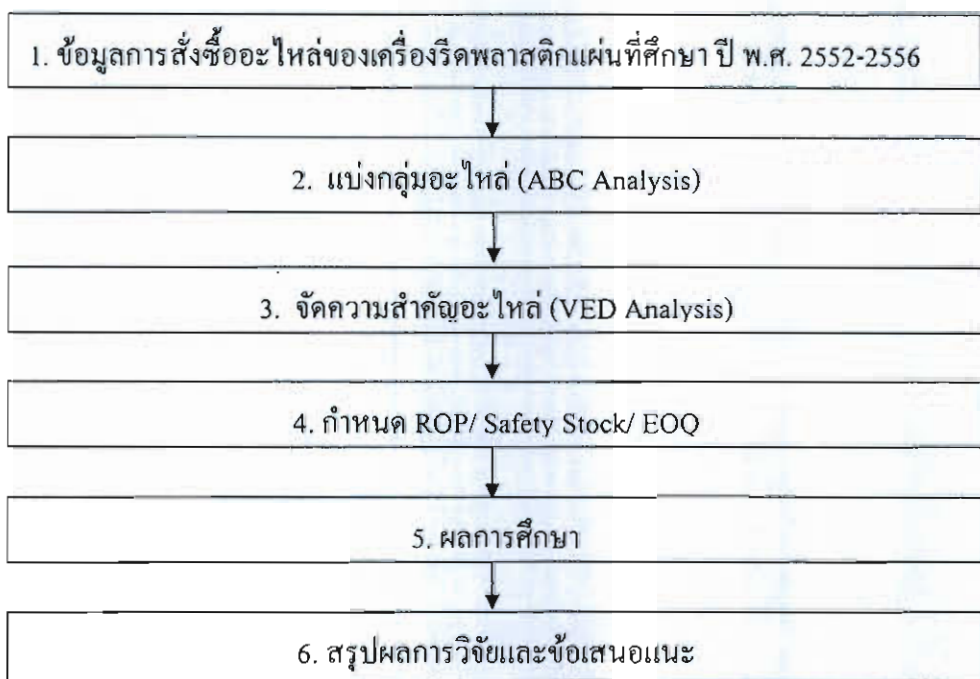 1. ข้อมูลการสั่งซื้ออะไหล่ของเครื่องรีดพลาสติกแผ่นที่ศึกษา ปี พ.ศ. 2552-2556
2. แบ่งกลุ่มอะไหล่ (ABC Analysis)
3. จัดความสำคัญอะไหล่ (VED Analysis)
4. กำหนด ROP/ Safety Stock/ EOQ
5. ผลการศึกษา
6. สรุปผลการวิจัยและข้อเสนอแนะ